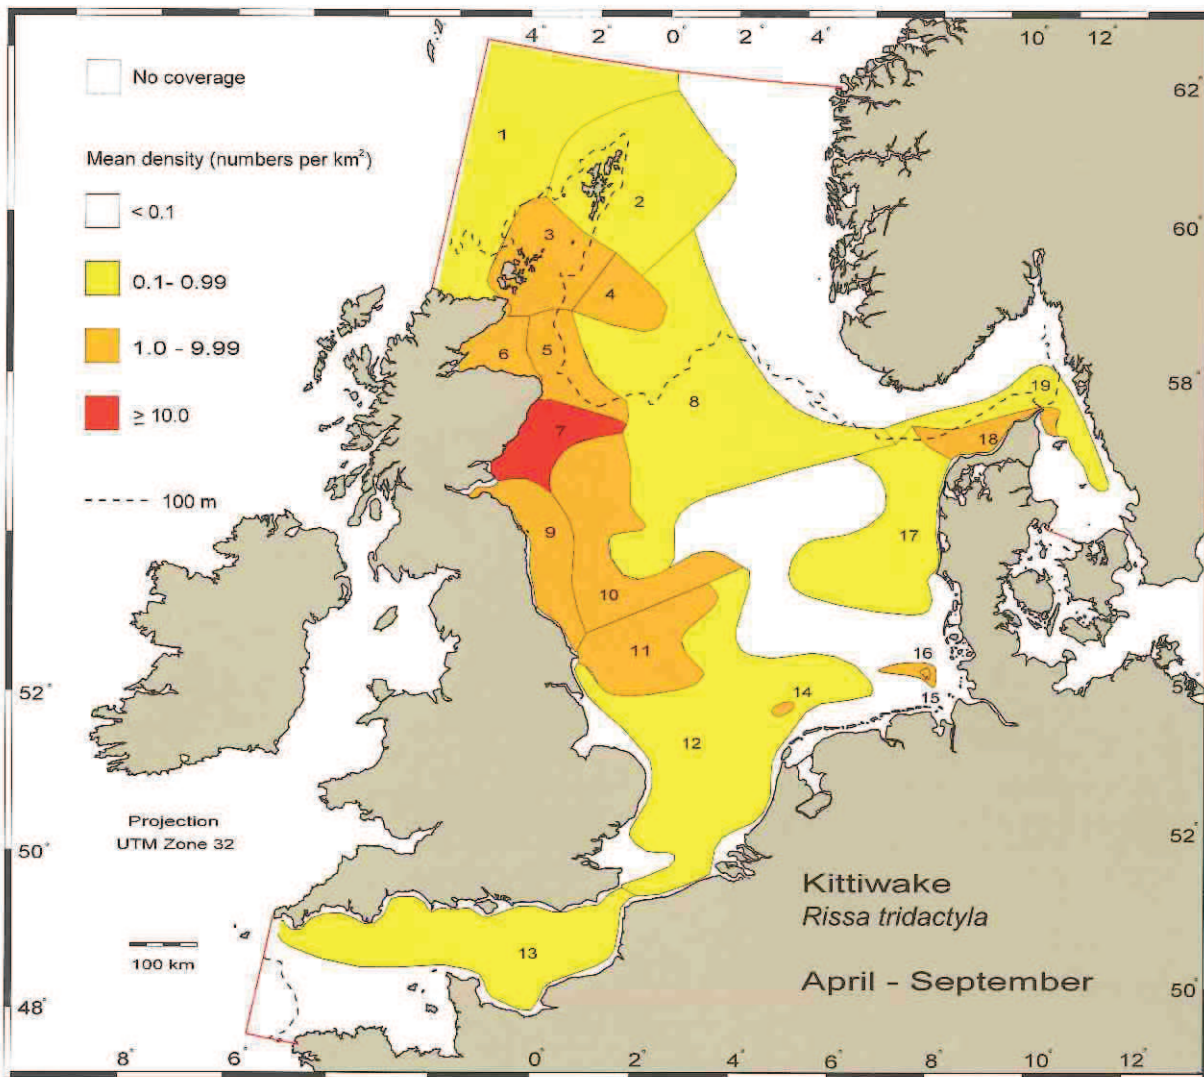 4° 2° 0° 2° 4° 10° 12°
No coverage
62°
Mean density (numbers per km²)
< 0.1
0.1- 0.99
1.0 - 9.99
≥ 10.0
100 m
1
2
3
4
60°
5
6
7
8
58°
19
18
9
17
10
11
16
15
14
52°
12
Projection
UTM Zone 32
50°
52°
Kittiwake
Rissa tridactyla
13
100 km
April - September
48°
50°
8° 6° 0° 2° 4° 6° 8° 10° 12°